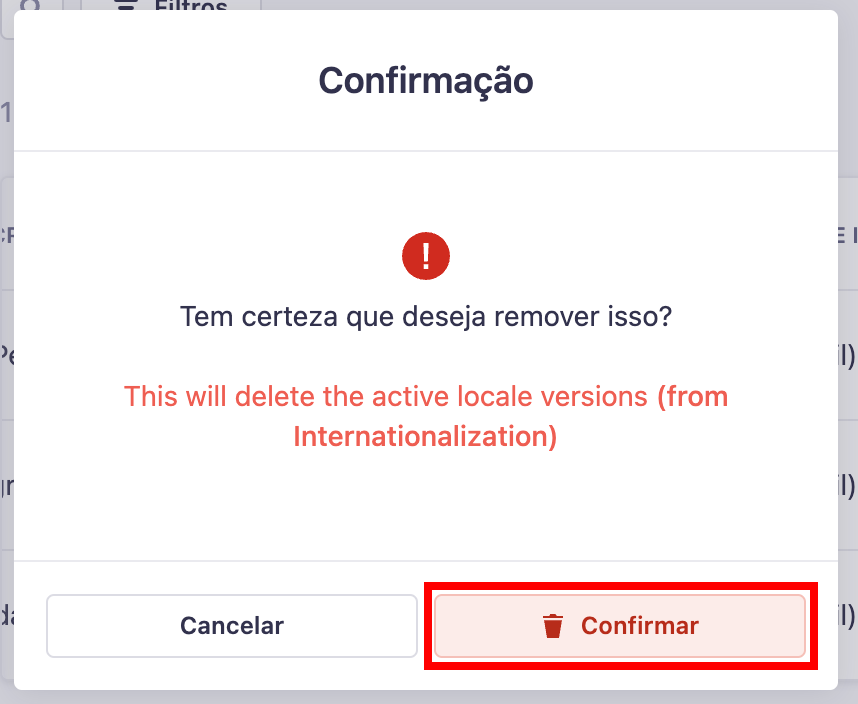 Filtros
Confirmação
Tem certeza que deseja remover isso?
This will delete the active locale versions (from
Internationalization)
Cancelar
Confirmar